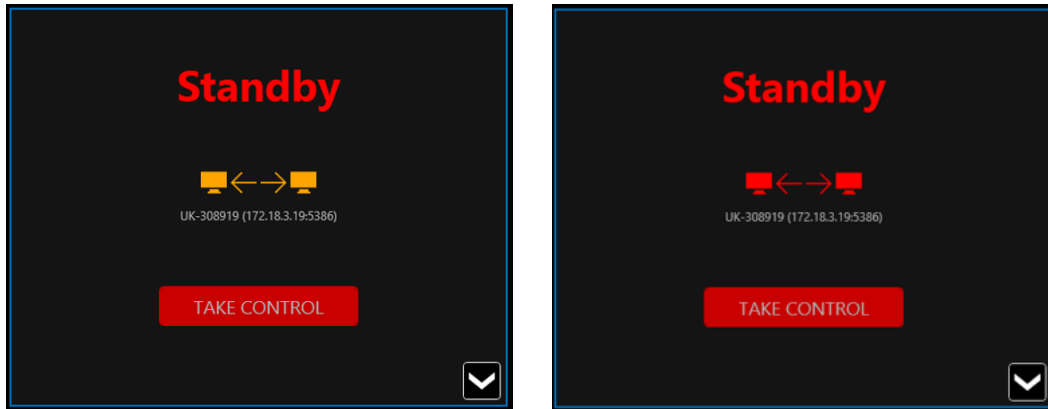 Standby
UK-308919 (172.18.3.19:5386)
TAKE CONTROL
Standby
UK-308919 (172.18.3.19:5386)
TAKE CONTROL